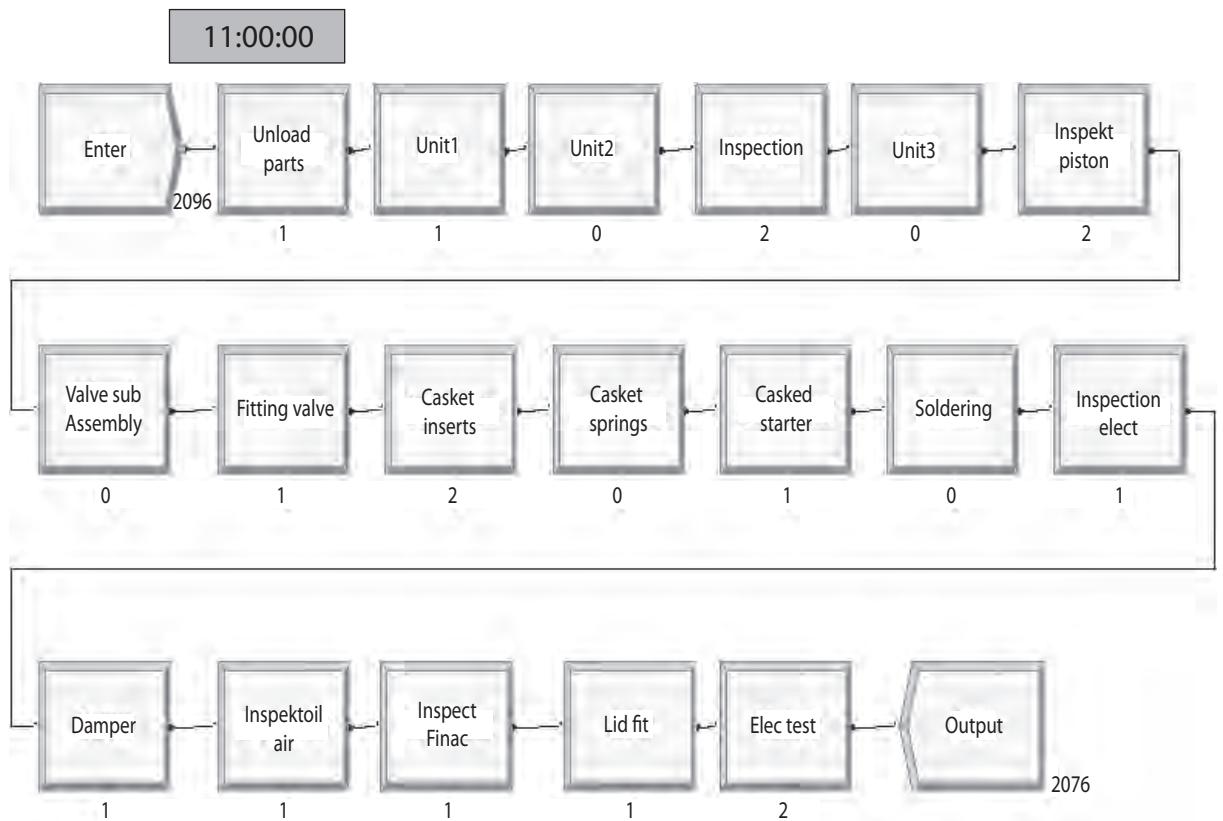 11:00:00
Enter
2096
Unload
parts
1
Unit1
1
Unit2
0
Inspection
2
Unit3
0
Inspekt
piston
2
Valve sub
Assembly
0
Fitting valve
1
Casket
inserts
2
Casket
springs
0
Casked
starter
1
Soldering
0
Inspection
elect
1
Damper
1
Inspektoil
air
1
Inspect
Finac
1
Lid fit
1
Elec test
2
Output
2076